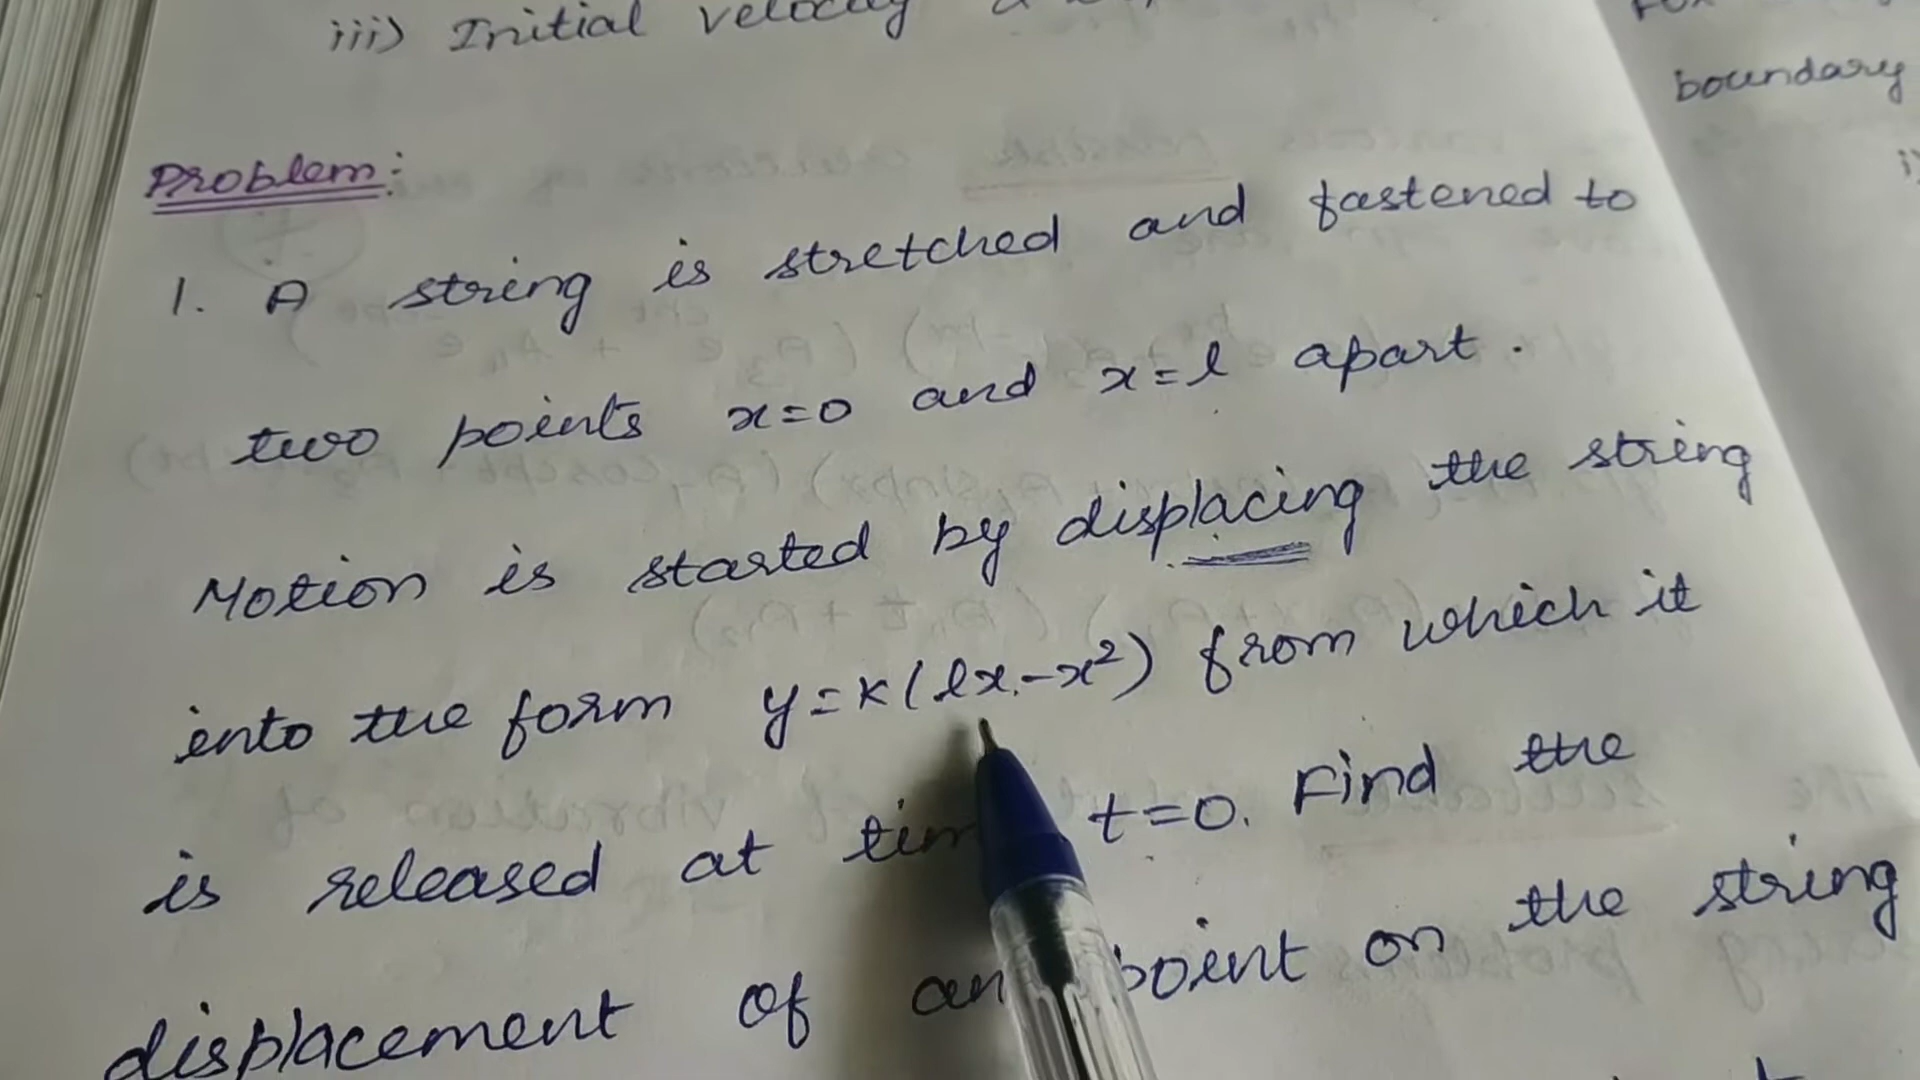 iii) Initial velocity
boundary
Problem:
1. A string is stretched and fastened to
two points x=0 and x=l apart.
Motion is started by displacing the string
into the form y=k(lx-x²) from which it
is released at t=0. Find the
displacement of point on the string